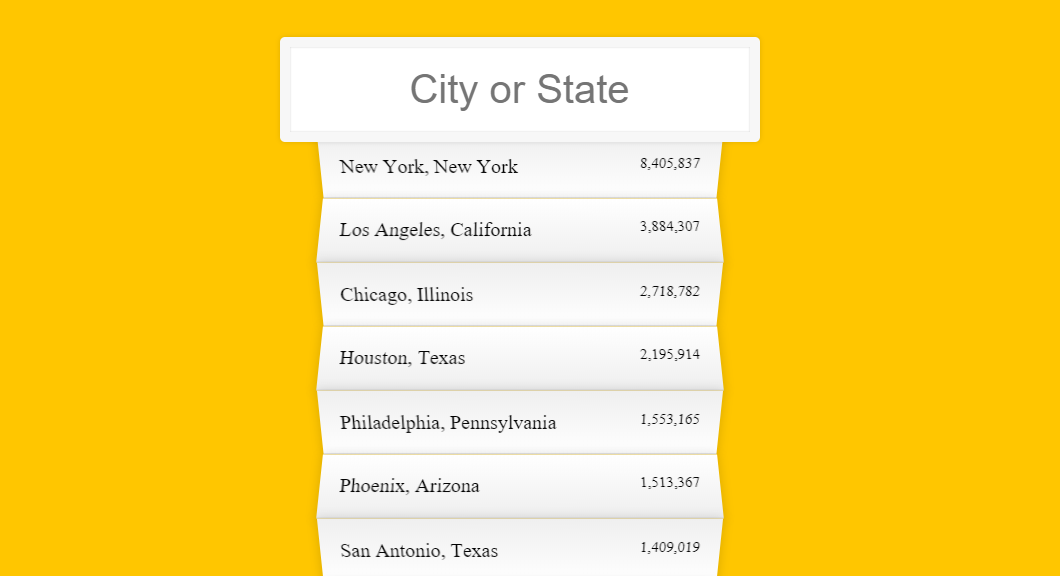 City or State
New York, New York 8,405,837
Los Angeles, California 3,884,307
Chicago, Illinois 2,718,782
Houston, Texas 2,195,914
Philadelphia, Pennsylvania 1,553,165
Phoenix, Arizona 1,513,367
San Antonio, Texas 1,409,019